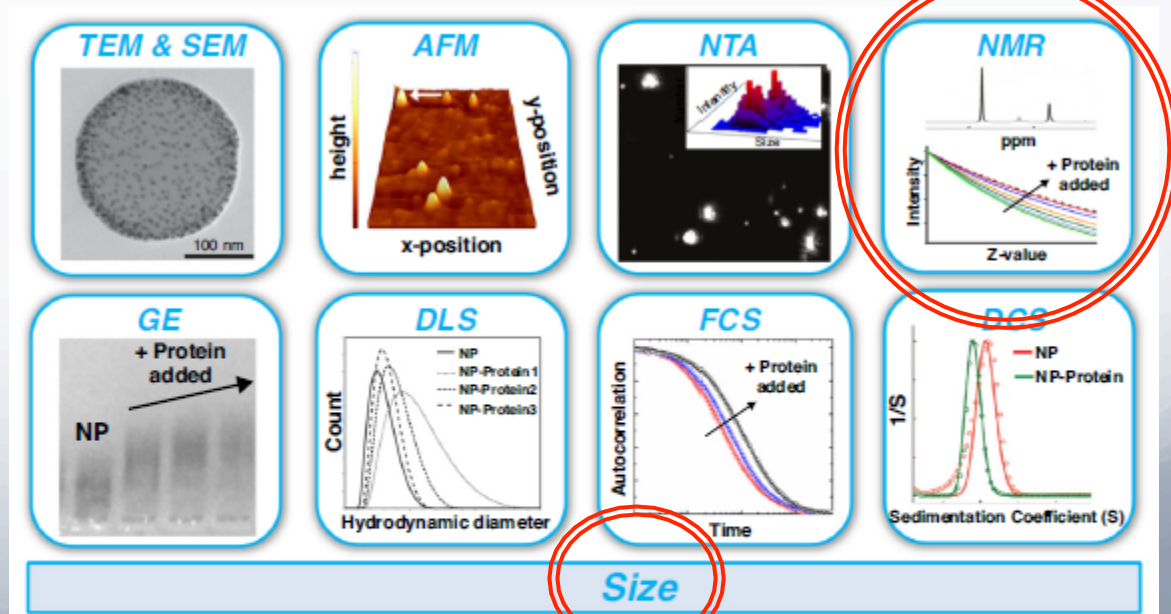 TEM & SEM
100 nm
AFM
height
y-position
x-position
NTA
Intensity
Size
NMR
ppm
Intensity
+ Protein
added
Z-value
GE
+ Protein
added
NP
DLS
Count
NP
NP-Protein1
NP-Protein2
NP-Protein3
Hydrodynamic diameter
FCS
Autocorrelation
+ Protein
added
Time
DCS
1/S
NP
NP-Protein
Sedimentation Coefficient (S)
Size